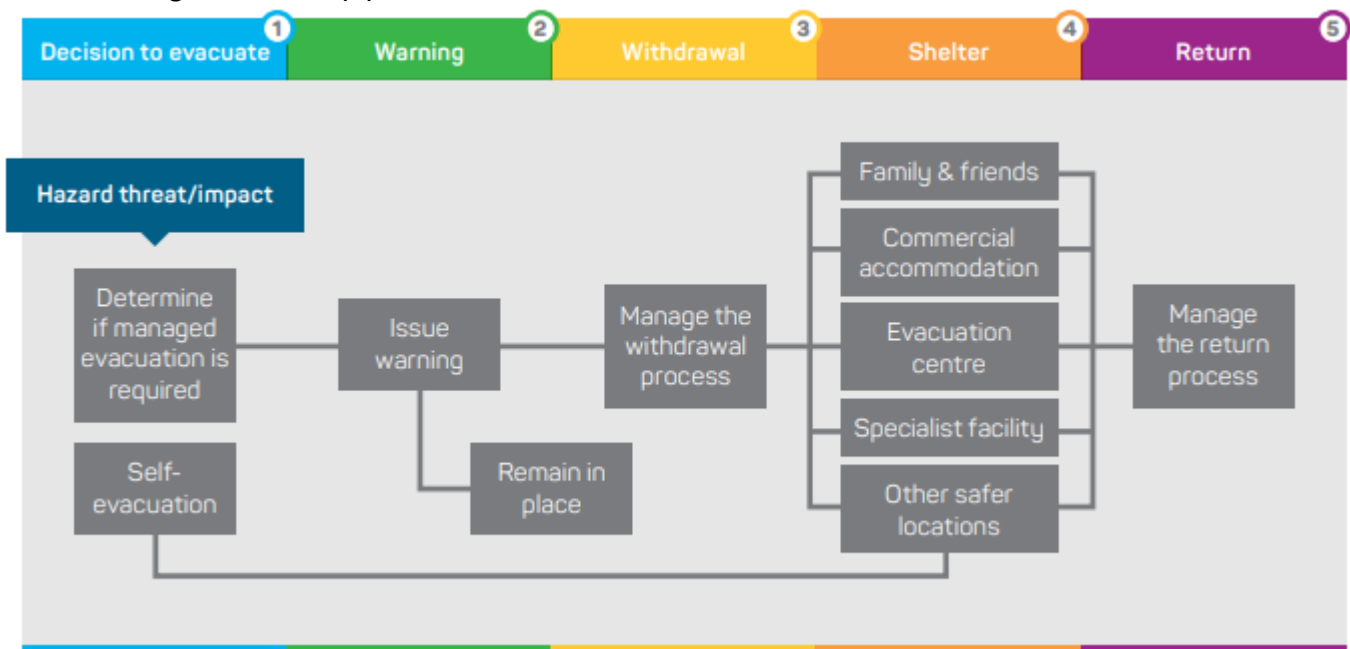 1
2
3
4
5
Decision to evacuate
Warning
Withdrawal
Shelter
Return
Hazard threat/impact
Determine
if managed
evacuation is
required
Self-
evacuation
Issue
warning
Remain in
place
Manage the
withdrawal
process
Family & friends
Commercial
accommodation
Evacuation
centre
Specialist facility
Other safer
locations
Manage
the return
process